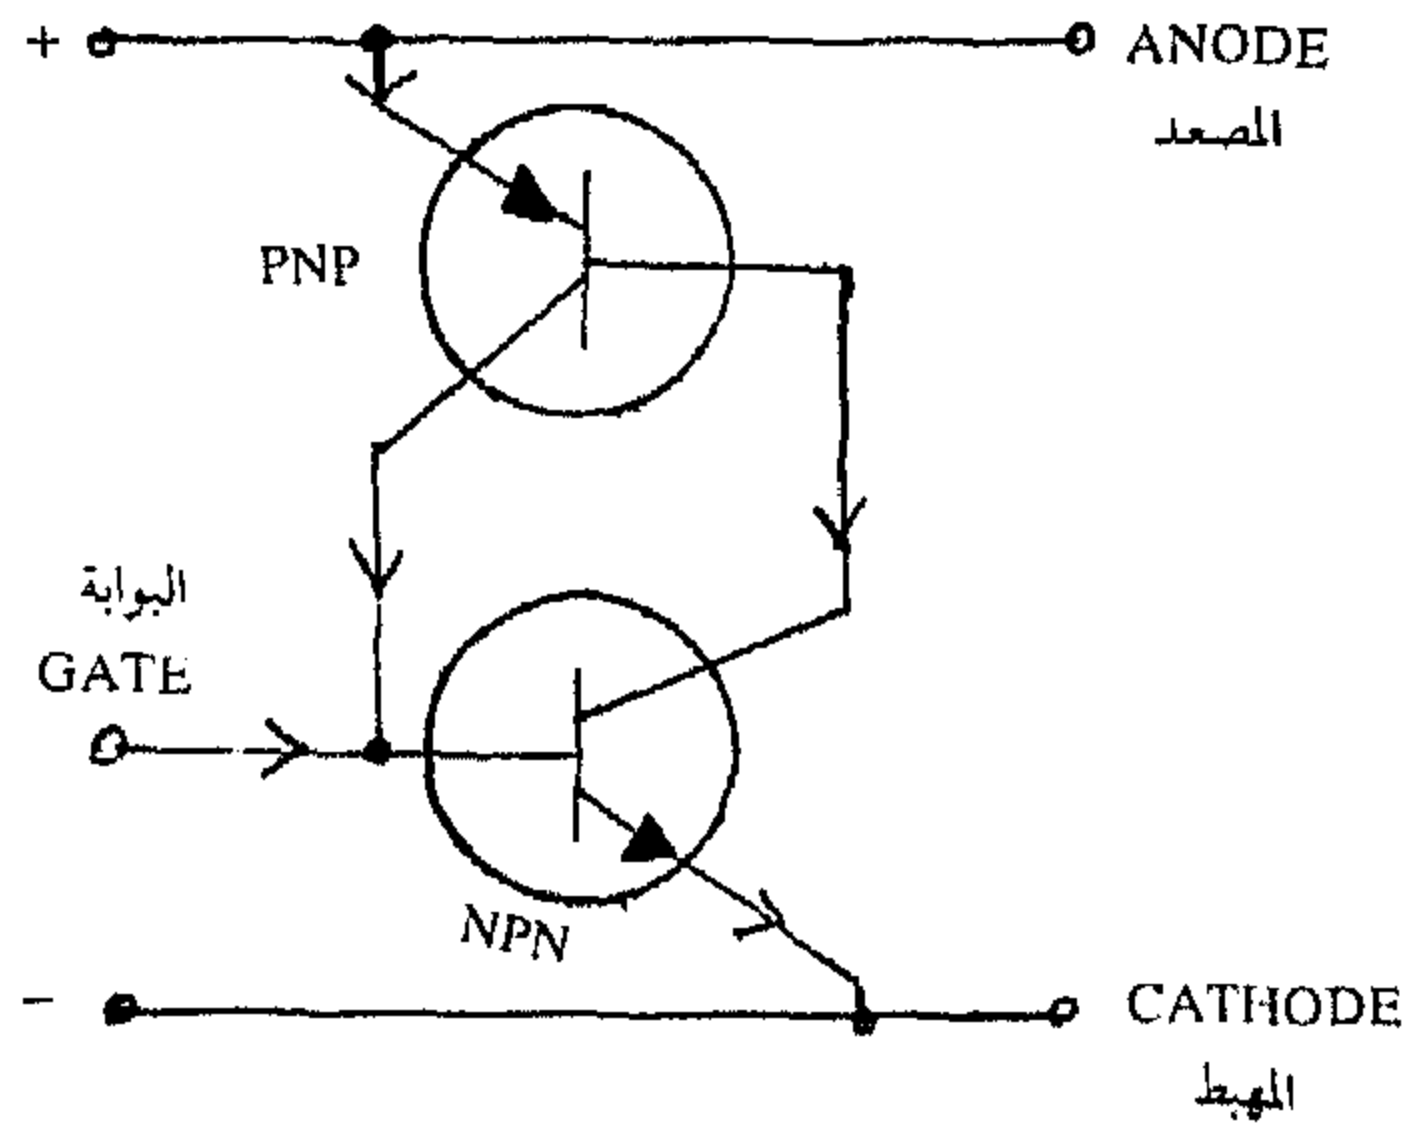 +
ANODE
المصعد
PNP
البوابة
GATE
NPN
-
CATHODE
المهبط